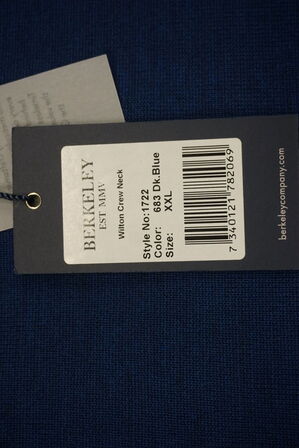 BERKELEY
EST MMV
Wilton Crew Neck
Style No:1722
Color: 683 Dk.Blue
Size: XXL
7 340121 782069
berkeleycompany.com